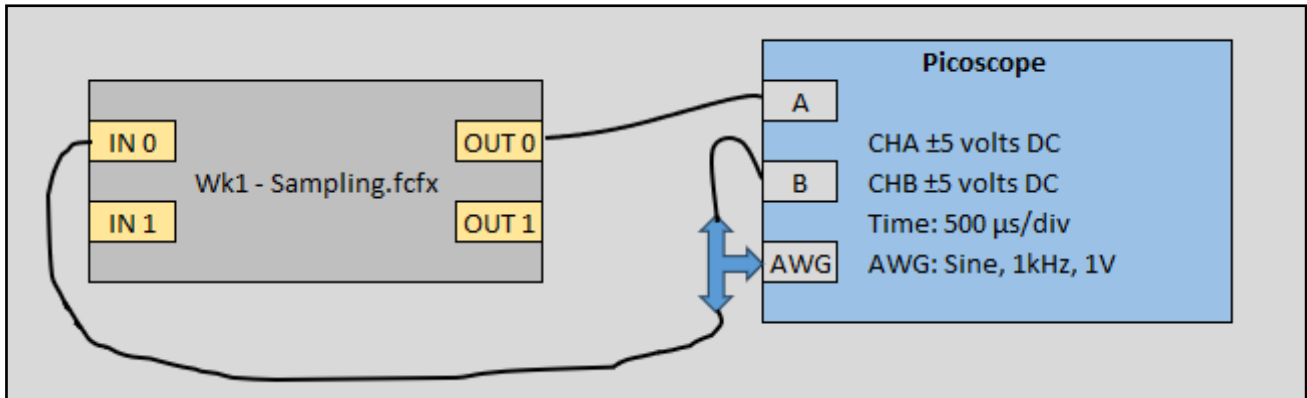 Picoscope
A
IN 0
OUT 0
CHA ±5 volts DC
Wk1 - Sampling.fcfx
B
CHB ±5 volts DC
IN 1
OUT 1
Time: 500 µs/div
AWG
AWG: Sine, 1kHz, 1V